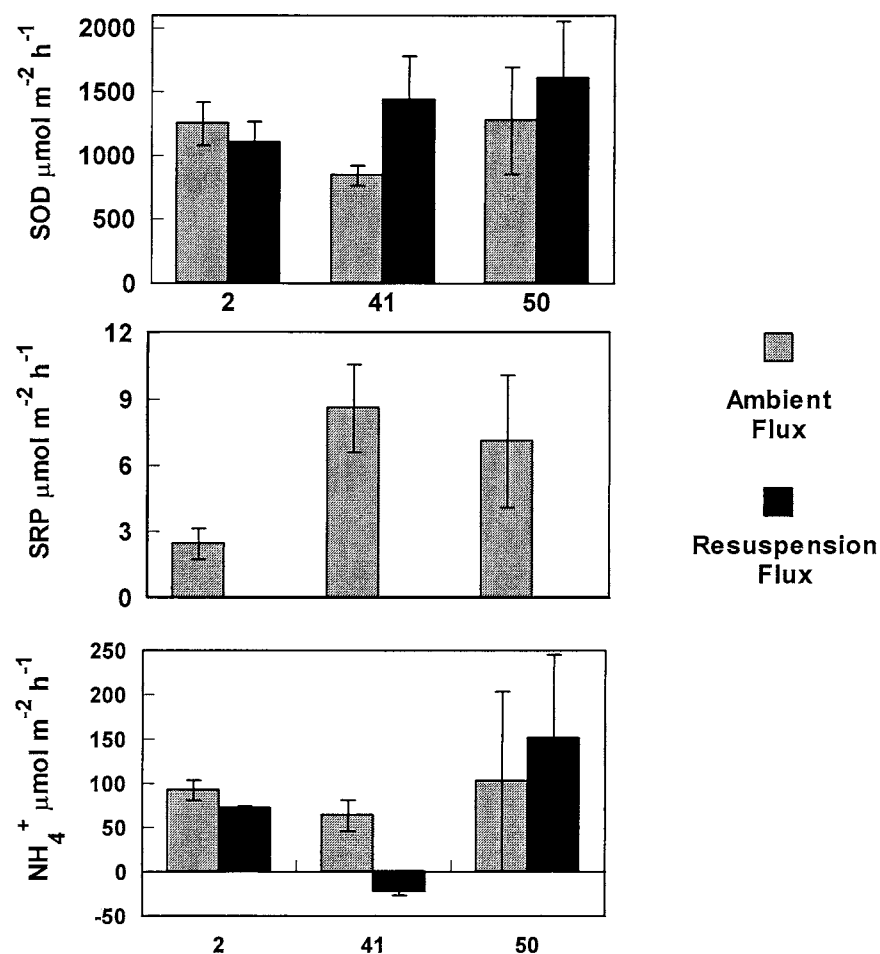 SOD µmol m⁻² h⁻¹
2000
1500
1000
500
0
2 41 50
SRP µmol m⁻² h⁻¹
12
9
6
3
0
Ambient
Flux
Resuspension
Flux
NH₄⁺ µmol m⁻² h⁻¹
250
200
150
100
50
0
-50
2 41 50